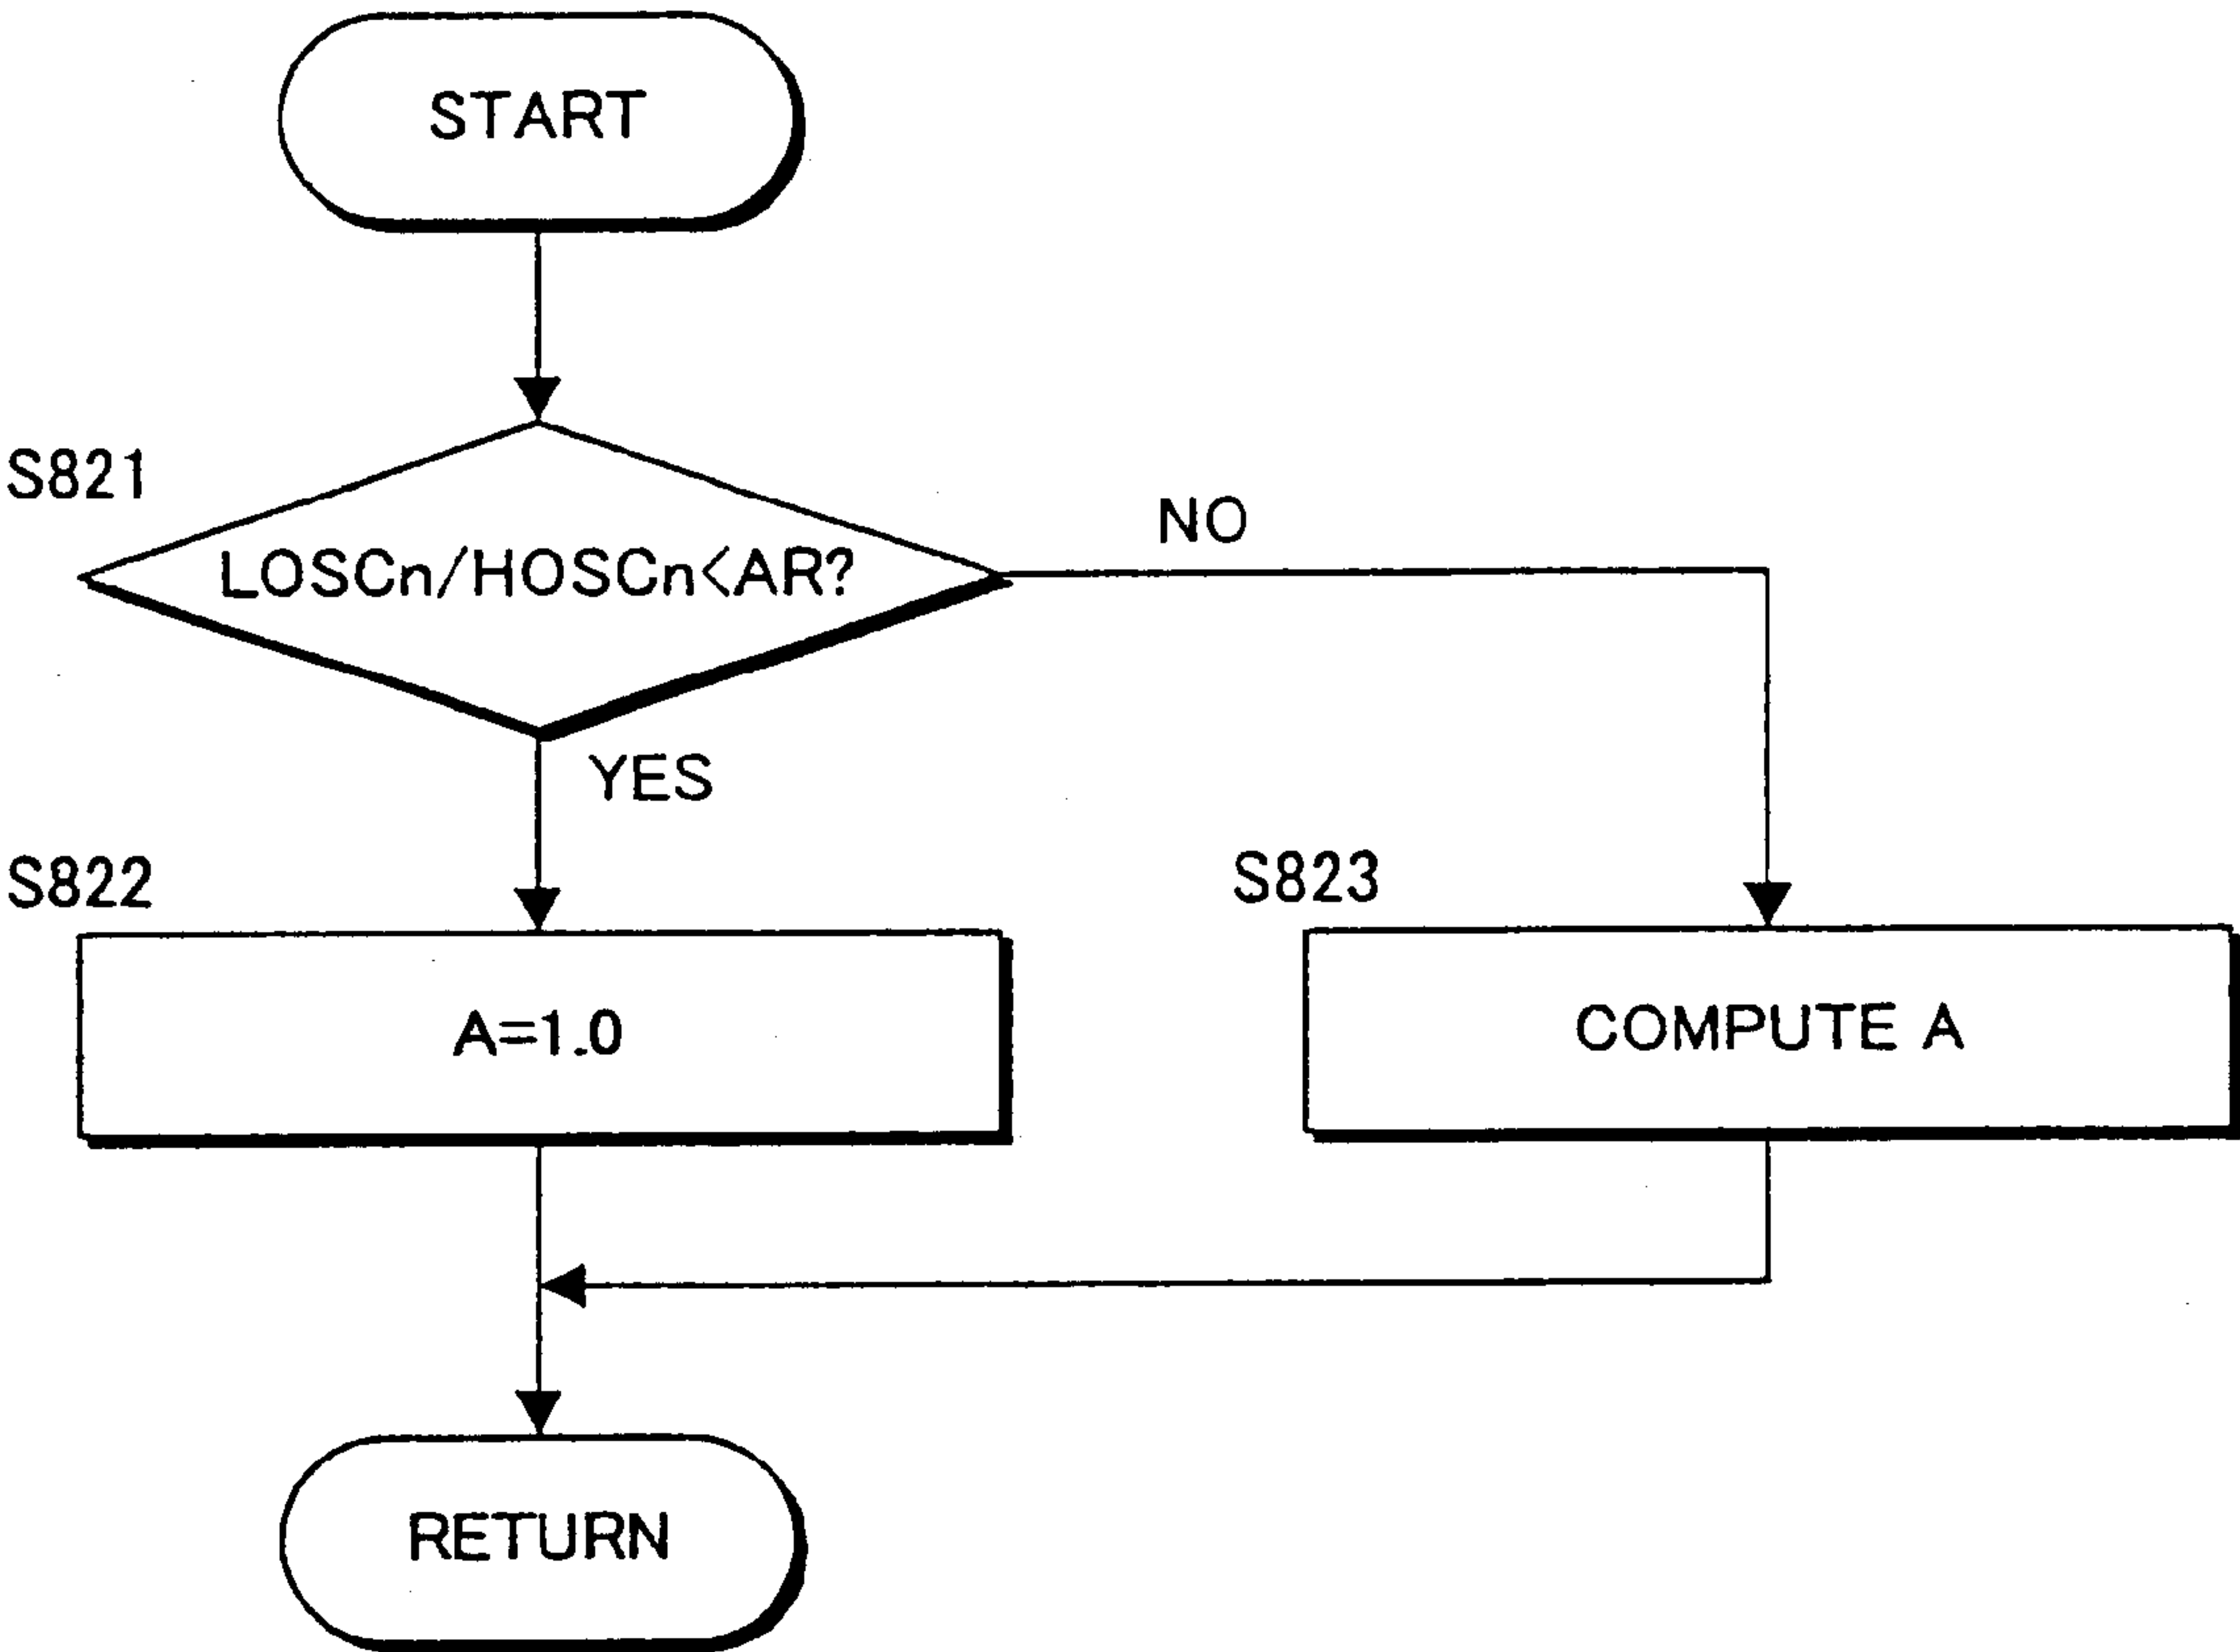 START
S821
LOSCn/HOSCn<AR?
NO
YES
S822
A=1.0
S823
COMPUTE A
RETURN